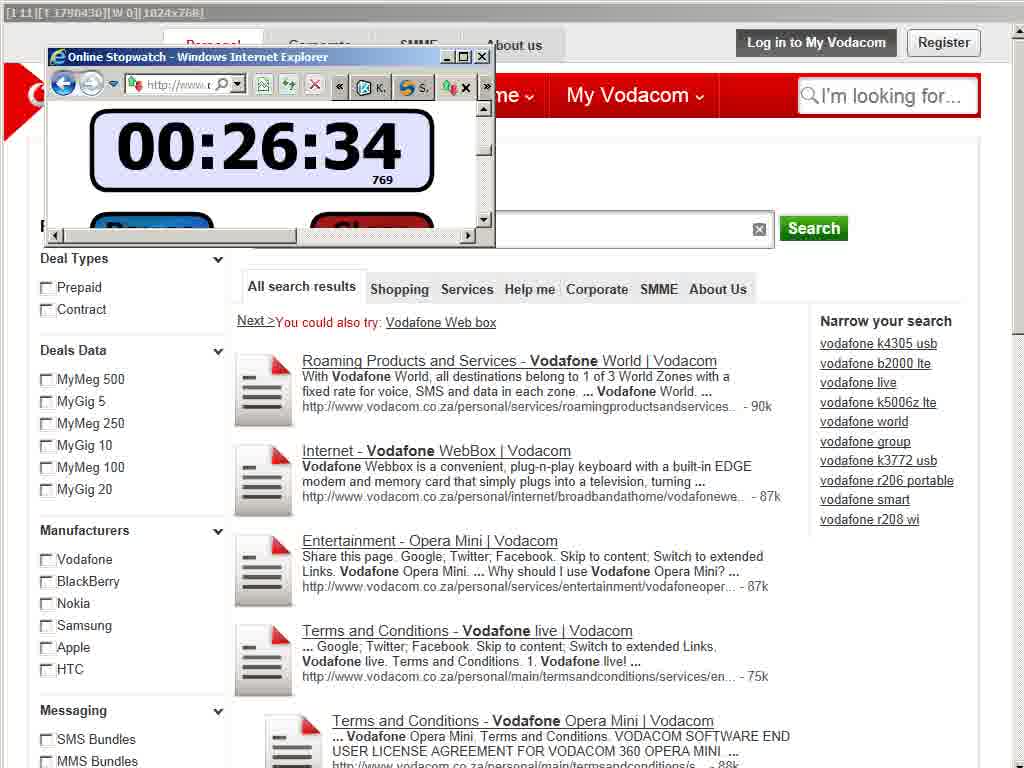 [I 11][T 1790430][W 0][1024x768]
Personal Corporate SMME About us
Log in to My Vodacom Register
Online Stopwatch - Windows Internet Explorer
http://www.
« K. S. »
00:26:34
769
me My Vodacom
I'm looking for...
Search
Deal Types
Prepaid
Contract
Deals Data
MyMeg 500
MyGig 5
MyMeg 250
MyGig 10
MyMeg 100
MyGig 20
Manufacturers
Vodafone
BlackBerry
Nokia
Samsung
Apple
HTC
Messaging
SMS Bundles
MMS Bundles
All search results Shopping Services Help me Corporate SMME About Us
Next > You could also try: Vodafone Web box
Roaming Products and Services - Vodafone World | Vodacom
With Vodafone World, all destinations belong to 1 of 3 World Zones with a
fixed rate for voice, SMS and data in each zone. ... Vodafone World. ...
http://www.vodacom.co.za/personal/services/roamingproductsandservices... - 90k
Internet - Vodafone WebBox | Vodacom
Vodafone Webbox is a convenient, plug-n-play keyboard with a built-in EDGE
modem and memory card that simply plugs into a television, turning ...
http://www.vodacom.co.za/personal/internet/broadbandathome/vodafonewe... - 87k
Entertainment - Opera Mini | Vodacom
Share this page. Google; Twitter; Facebook. Skip to content; Switch to extended
Links. Vodafone Opera Mini. ... Why should I use Vodafone Opera Mini? ...
http://www.vodacom.co.za/personal/services/entertainment/vodafoneoper... - 87k
Terms and Conditions - Vodafone live | Vodacom
... Google; Twitter; Facebook. Skip to content; Switch to extended Links.
Vodafone live. Terms and Conditions. 1. Vodafone live! ...
http://www.vodacom.co.za/personal/main/termsandconditions/services/en... - 75k
Terms and Conditions - Vodafone Opera Mini | Vodacom
... Vodafone Opera Mini. Terms and Conditions. VODACOM SOFTWARE END
USER LICENSE AGREEMENT FOR VODACOM 360 OPERA MINI. ...
http://www.vodacom.co.za/personal/main/termsandconditions/s... - 88k
Narrow your search
vodafone k4305 usb
vodafone b2000 lte
vodafone live
vodafone k5006z lte
vodafone world
vodafone group
vodafone k3772 usb
vodafone r206 portable
vodafone smart
vodafone r208 wi